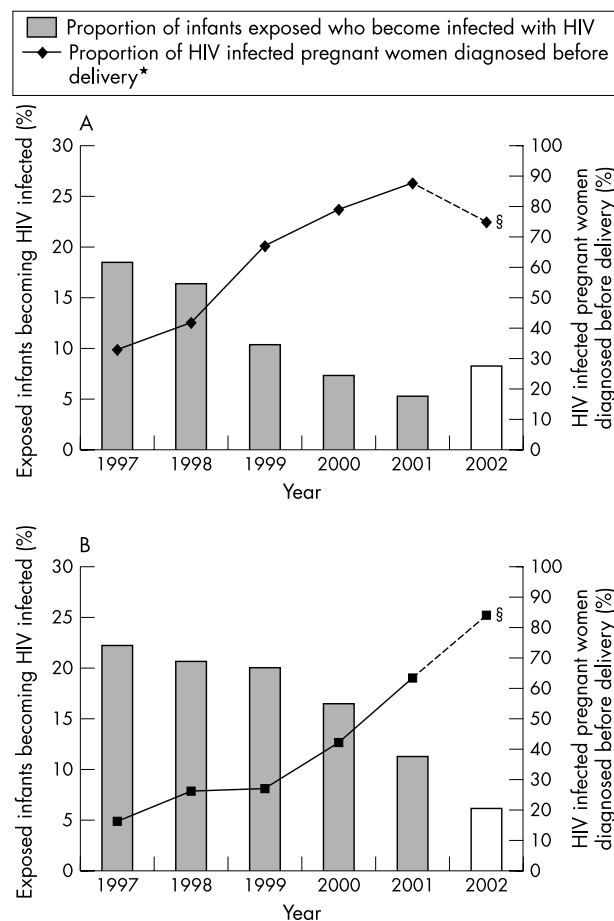 Proportion of infants exposed who become infected with HIV
Proportion of HIV infected pregnant women diagnosed before
delivery★
A
Exposed infants becoming HIV infected (%)
30
25
20
15
10
5
0
100
90
80
70
60
50
40
30
20
10
0
HIV infected pregnant women
diagnosed before delivery (%)
§
1997 1998 1999 2000 2001 2002
Year
B
Exposed infants becoming HIV infected (%)
30
25
20
15
10
5
0
100
90
80
70
60
50
40
30
20
10
0
HIV infected pregnant women
diagnosed before delivery (%)
§
1997 1998 1999 2000 2001 2002
Year